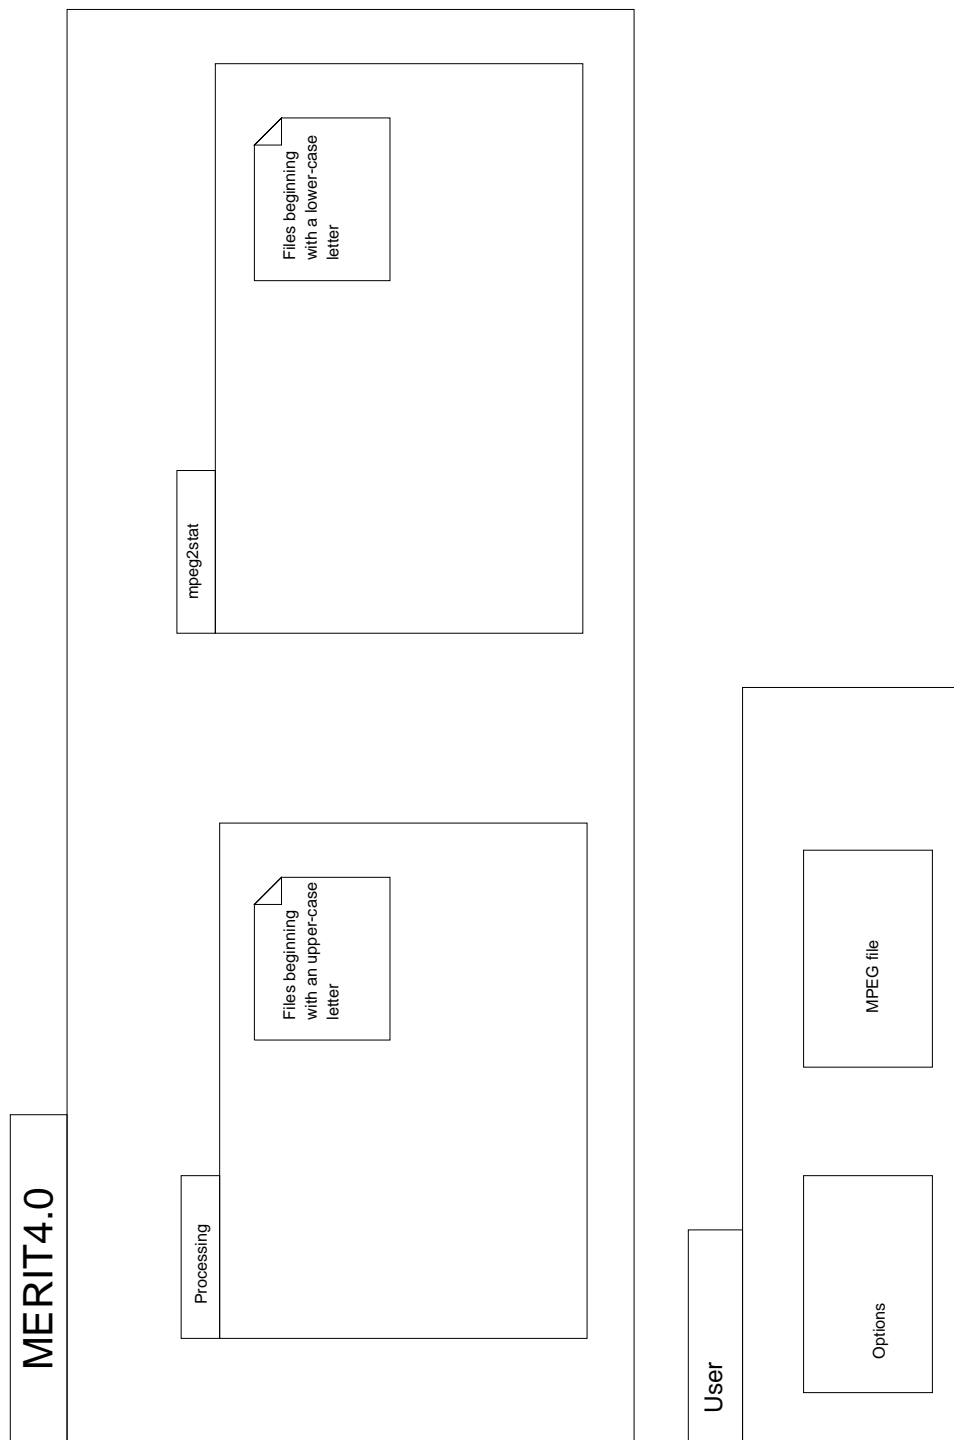 MERIT4.0
Processing
Files beginning
with an upper-case
letter
mpeg2stat
Files beginning
with a lower-case
letter
User
Options
MPEG file